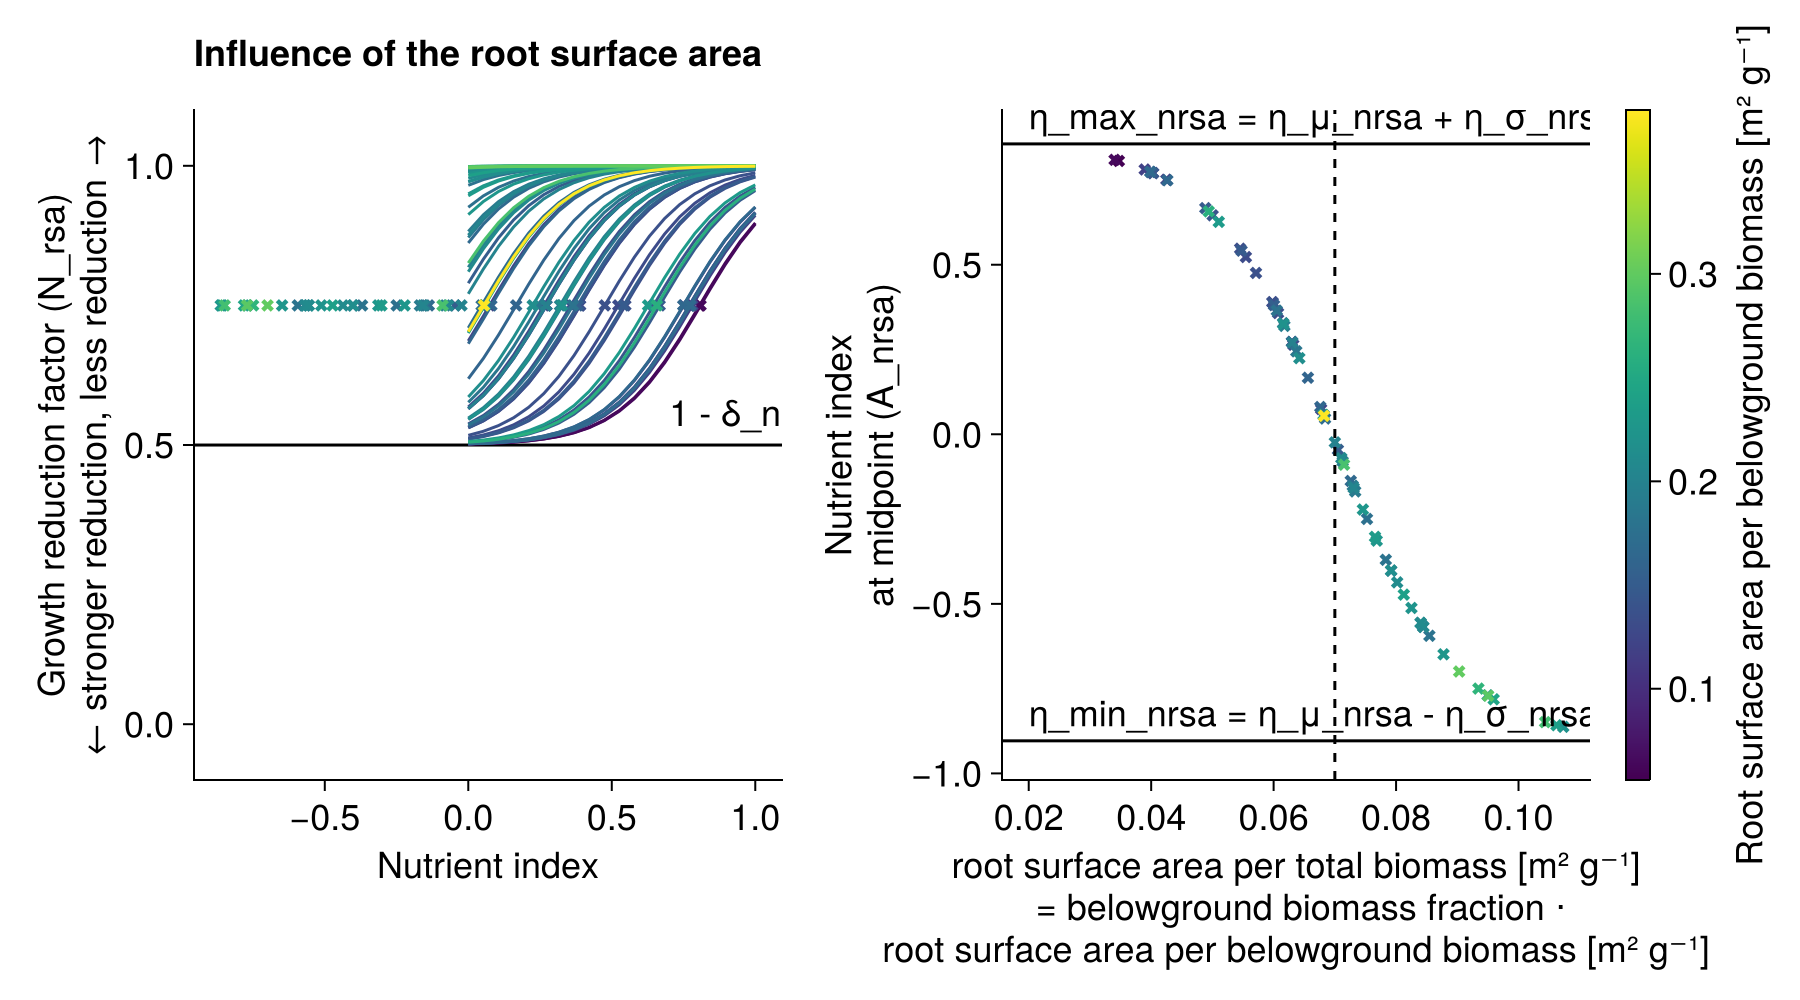 Influence of the root surface area
Growth reduction factor (N_rsa)
← stronger reduction, less reduction →
1.0
0.5
0.0
1 - δ_n
−0.5
0.0
0.5
1.0
Nutrient index
Nutrient index
at midpoint (A_nrsa)
0.5
0.0
−0.5
−1.0
η_max_nrsa = η_μ_nrsa + η_σ_nrs
η_min_nrsa = η_μ_nrsa - η_σ_nrsa
0.02
0.04
0.06
0.08
0.10
root surface area per total biomass [m² g⁻¹]
= belowground biomass fraction ·
root surface area per belowground biomass [m² g⁻¹]
0.3
0.2
0.1
Root surface area per belowground biomass [m² g⁻¹]